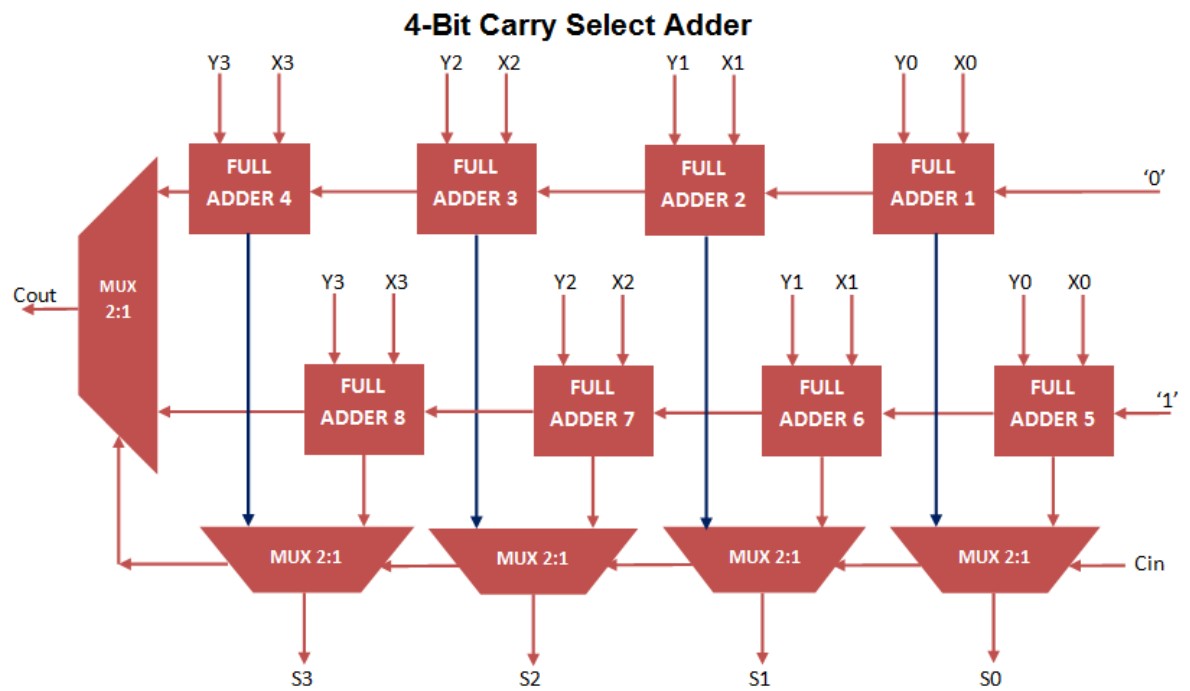 4-Bit Carry Select Adder
Y3 X3 Y2 X2 Y1 X1 Y0 X0
FULL ADDER 4
FULL ADDER 3
FULL ADDER 2
FULL ADDER 1
‘0’
MUX 2:1
Cout
Y3 X3 Y2 X2 Y1 X1 Y0 X0
FULL ADDER 8
FULL ADDER 7
FULL ADDER 6
FULL ADDER 5
‘1’
MUX 2:1 MUX 2:1 MUX 2:1 MUX 2:1 Cin
S3 S2 S1 S0